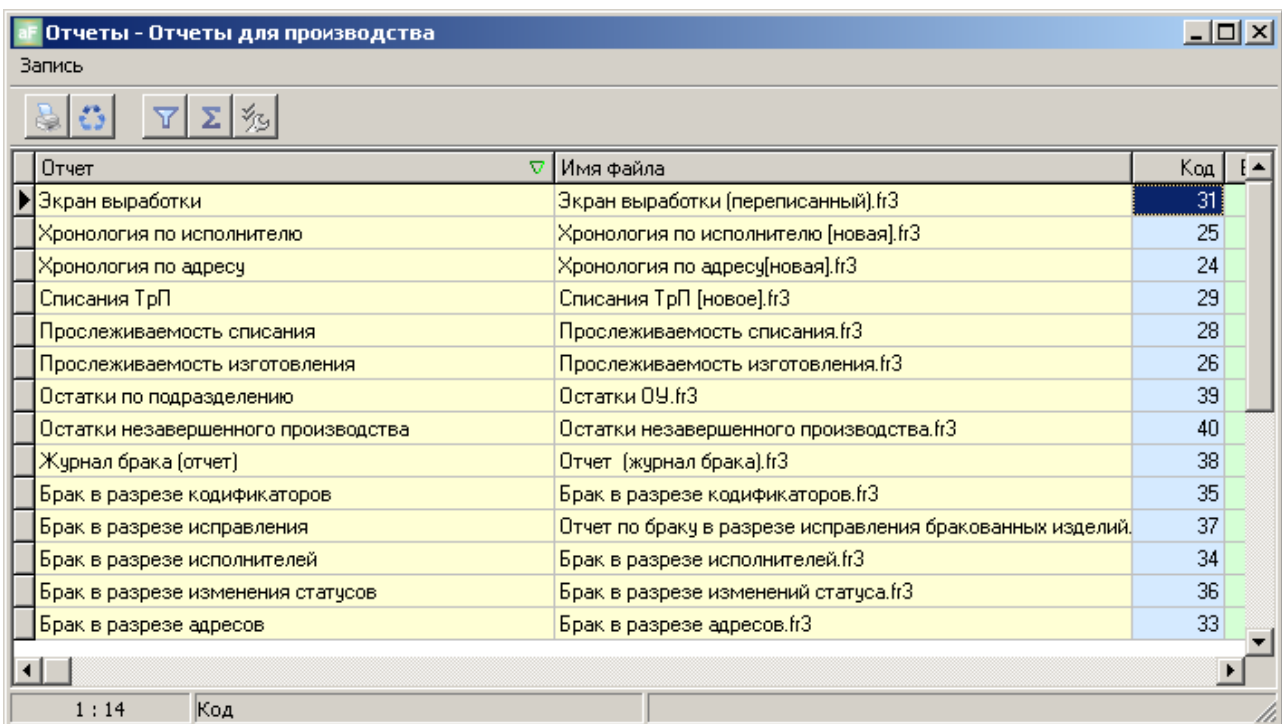 aF Отчеты - Отчеты для производства
Запись
Отчет Имя файла Код
Экран выработки Экран выработки (переписанный).fr3 31
Хронология по исполнителю Хронология по исполнителю [новая].fr3 25
Хронология по адресу Хронология по адресу[новая].fr3 24
Списания ТрП Списания ТрП [новое].fr3 29
Прослеживаемость списания Прослеживаемость списания.fr3 28
Прослеживаемость изготовления Прослеживаемость изготовления.fr3 26
Остатки по подразделению Остатки ОУ.fr3 39
Остатки незавершенного производства Остатки незавершенного производства.fr3 40
Журнал брака (отчет) Отчет  (журнал брака).fr3 38
Брак в разрезе кодификаторов Брак в разрезе кодификаторов.fr3 35
Брак в разрезе исправления Отчет по браку в разрезе исправления бракованных изделий. 37
Брак в разрезе исполнителей Брак в разрезе исполнителей.fr3 34
Брак в разрезе изменения статусов Брак в разрезе изменений статуса.fr3 36
Брак в разрезе адресов Брак в разрезе адресов.fr3 33
1 : 14 Код